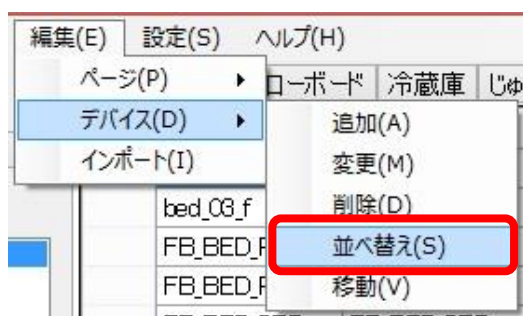 編集(E) 設定(S) ヘルプ(H)
ページ(P) ローボード 冷蔵庫
デバイス(D) 追加(A)
インポート(I) 変更(M)
bed_03_f 削除(D)
FB_BED_ 並べ替え(S)
FB_BED_ 移動(V)